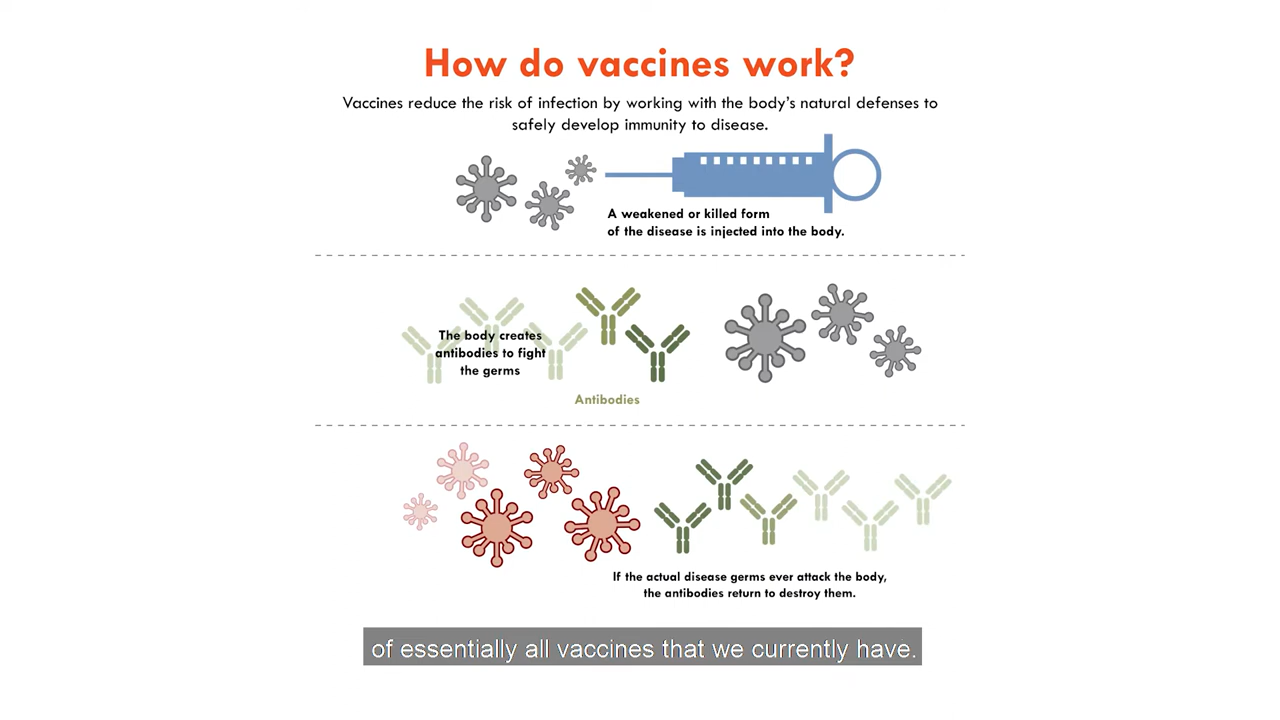 How do vaccines work?
Vaccines reduce the risk of infection by working with the body's natural defenses to
safely develop immunity to disease.
A weakened or killed form
of the disease is injected into the body.
The body creates
antibodies to fight
the germs
Antibodies
If the actual disease germs ever attack the body,
the antibodies return to destroy them.
of essentially all vaccines that we currently have.